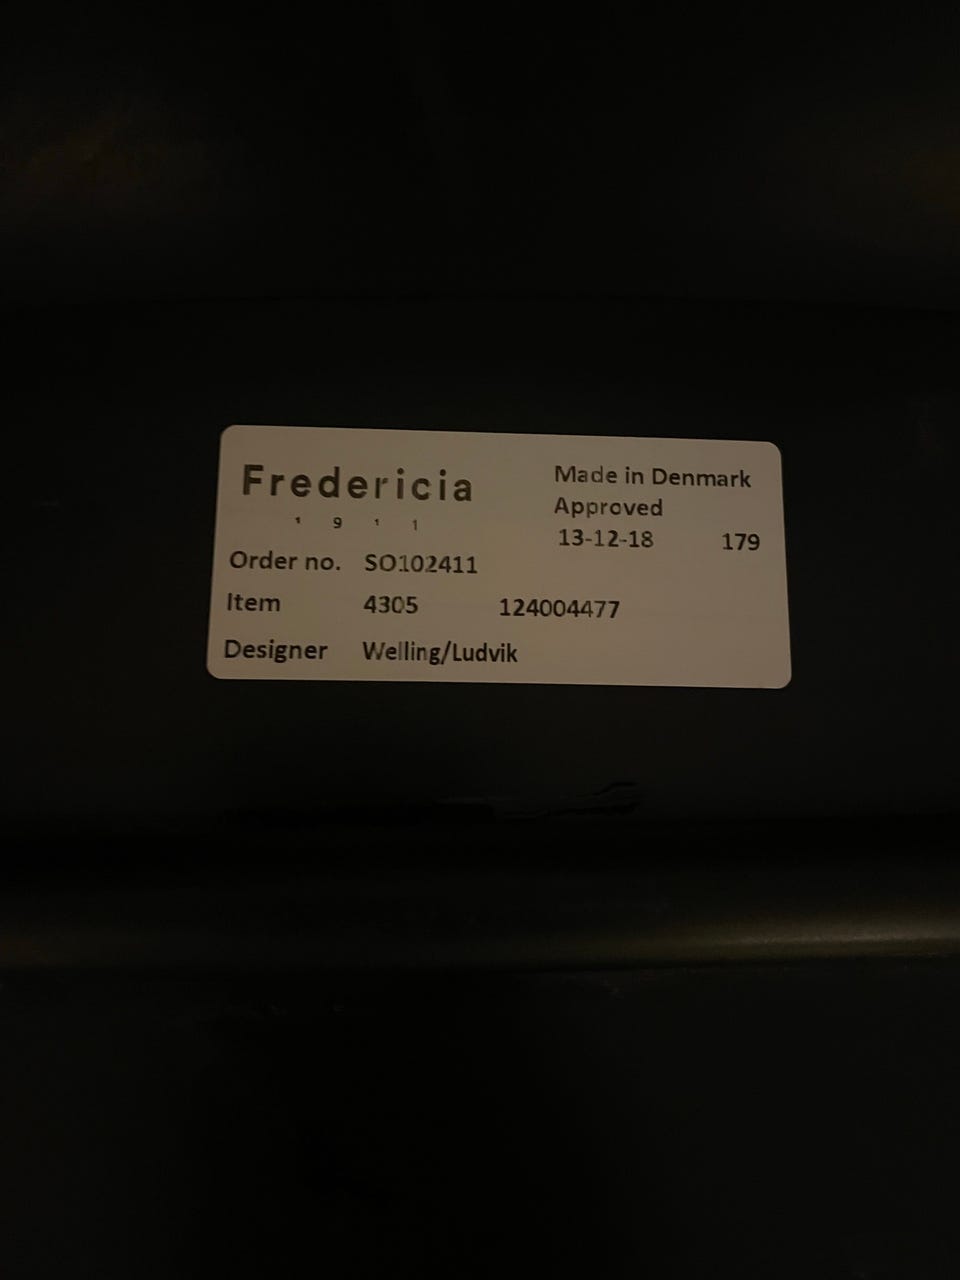 Fredericia
1 9 1 1
Made in Denmark
Approved
13-12-18 179
Order no. SO102411
Item 4305 124004477
Designer Welling/Ludvik